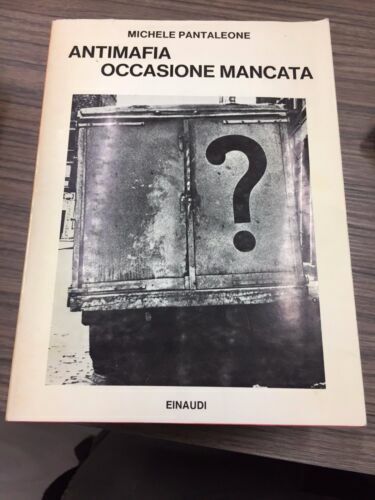 MICHELE PANTALEONE
ANTIMAFIA
OCCASIONE MANCATA
?
EINAUDI